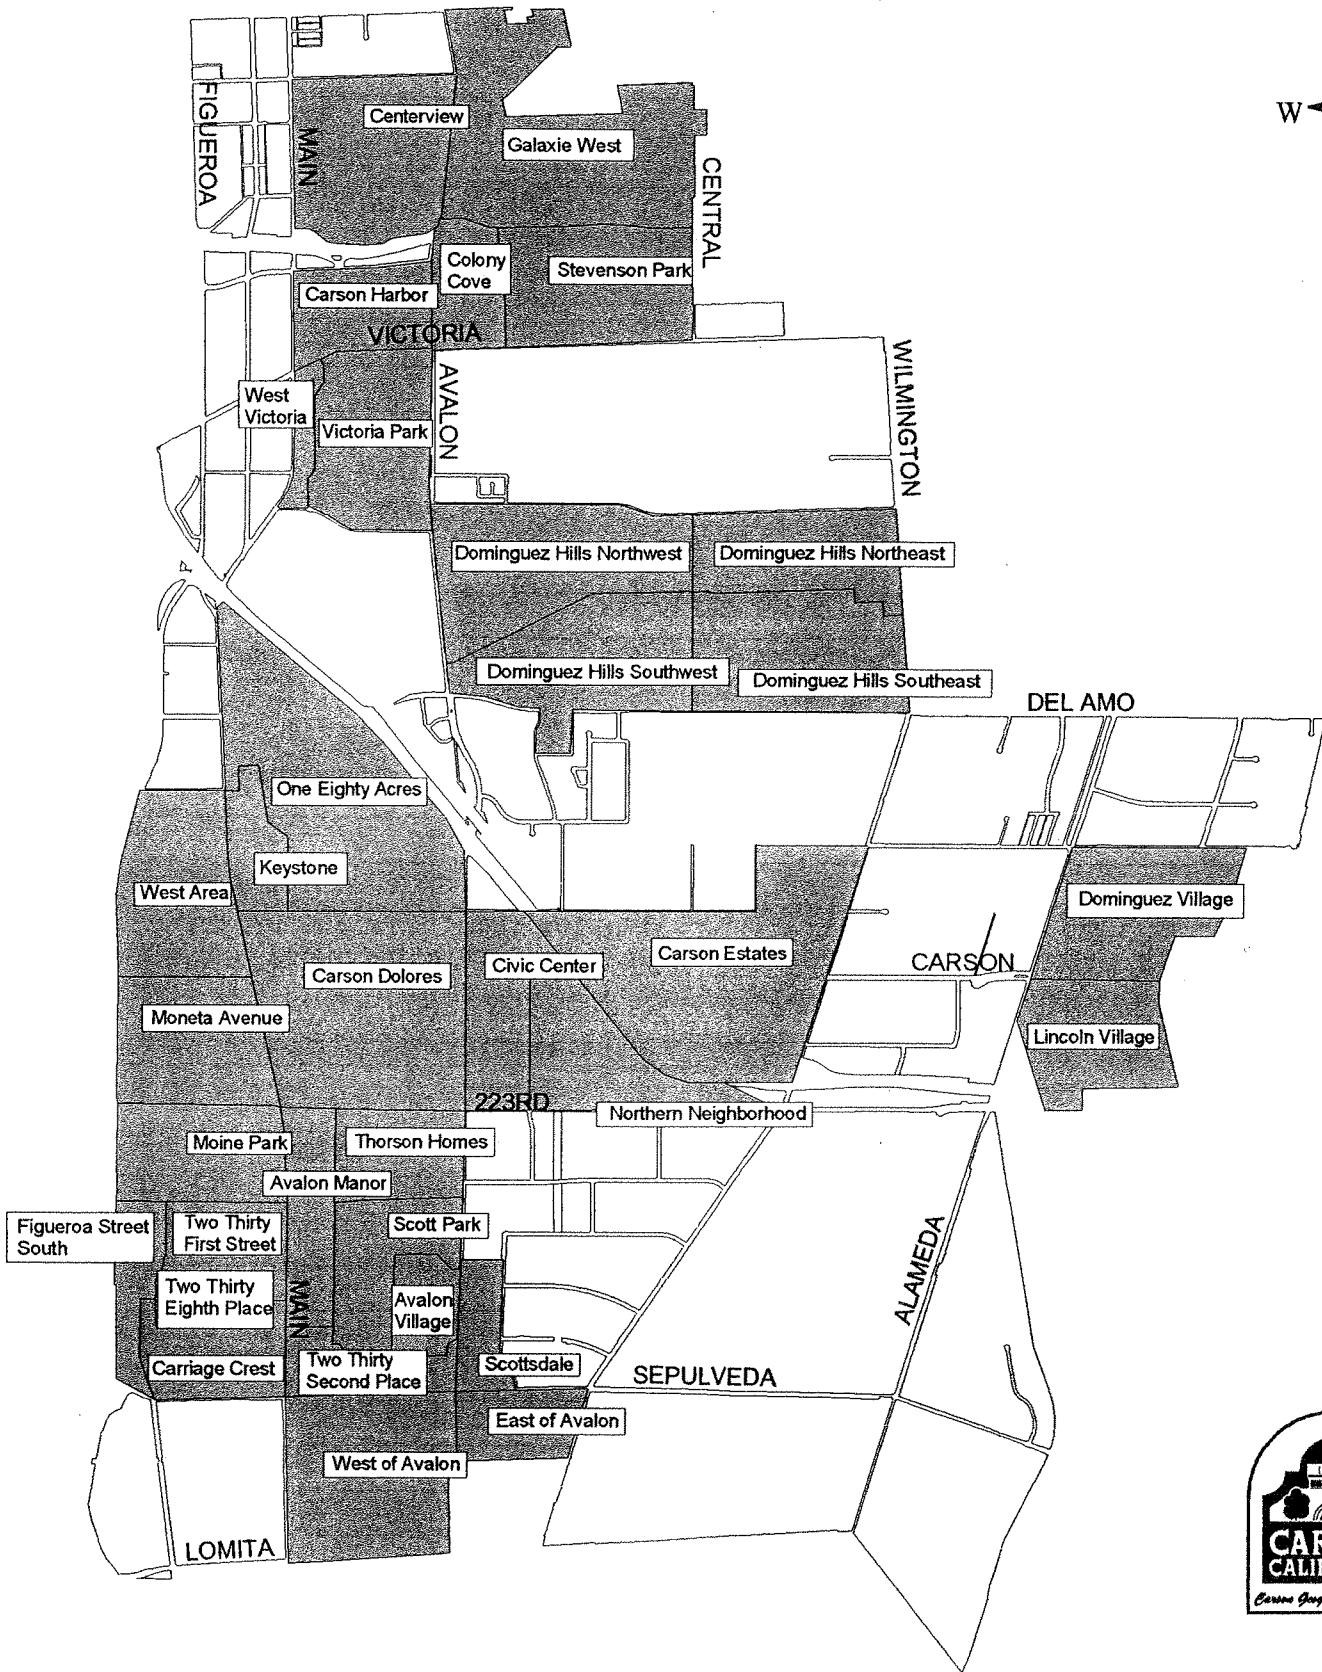 W
FIGUEROA
MAIN
Centerview
Galaxie West
CENTRAL
Colony
Cove
Stevenson Park
Carson Harbor
VICTORIA
WILMINGTON
AVALON
West
Victoria
Victoria Park
Dominguez Hills Northwest
Dominguez Hills Northeast
Dominguez Hills Southwest
Dominguez Hills Southeast
DEL AMO
One Eighty Acres
Keystone
West Area
Dominguez Village
Carson Dolores
Civic Center
Carson Estates
CARSON
Moneta Avenue
Lincoln Village
223RD
Northern Neighborhood
Moine Park
Thorson Homes
Avalon Manor
Figueroa Street
South
Two Thirty
First Street
Scott Park
ALAMEDA
Two Thirty
Eighth Place
MAIN
Avalon
Village
Carriage Crest
Two Thirty
Second Place
Scottsdale
SEPULVEDA
East of Avalon
West of Avalon
LOMITA
CAR
CALI
Carson